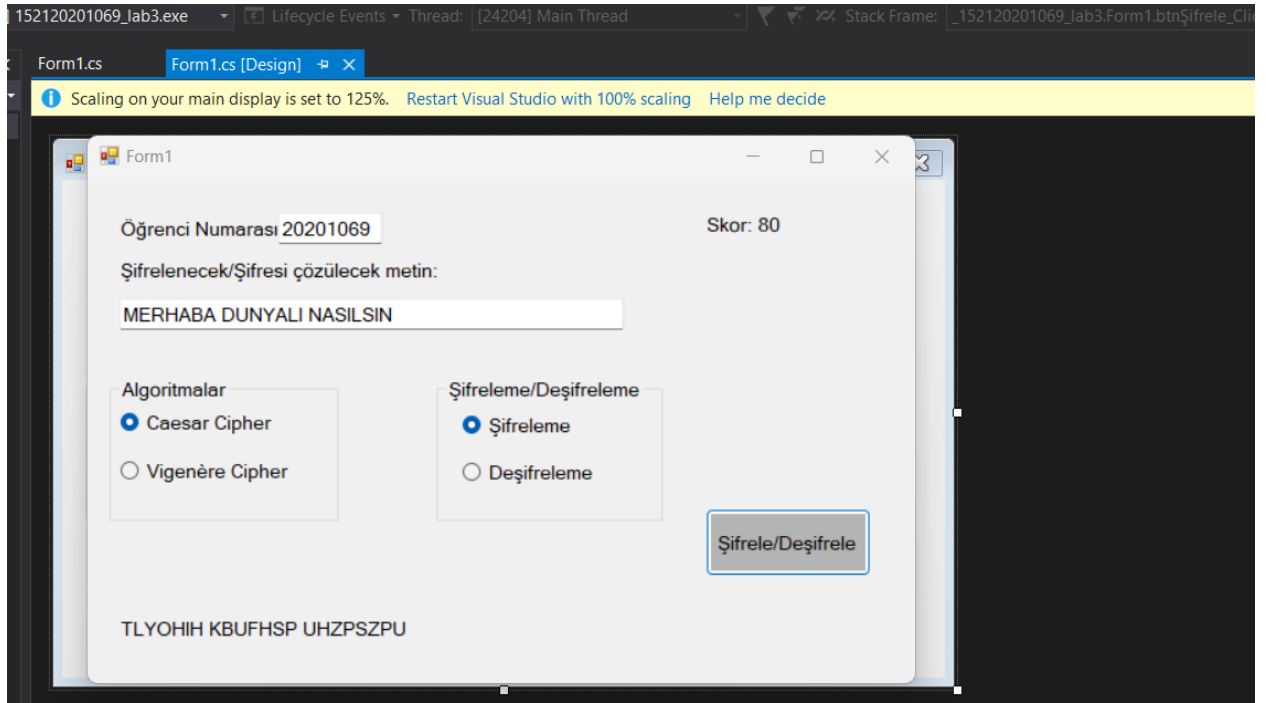 152120201069_lab3.exe Lifecycle Events Thread: [24204] Main Thread Stack Frame: _152120201069_lab3.Form1.btnŞifrele_Clic
Form1.cs Form1.cs [Design]
Scaling on your main display is set to 125%. Restart Visual Studio with 100% scaling Help me decide
Form1
Öğrenci Numarası 20201069 Skor: 80
Şifrelenecek/Şifresi çözülecek metin:
MERHABA DUNYALI NASILSIN
Algoritmalar Şifreleme/Deşifreleme
Caesar Cipher Şifreleme
Vigenère Cipher Deşifreleme
Şifrele/Deşifrele
TLYOHIH KBUFHSP UHZPSZPU